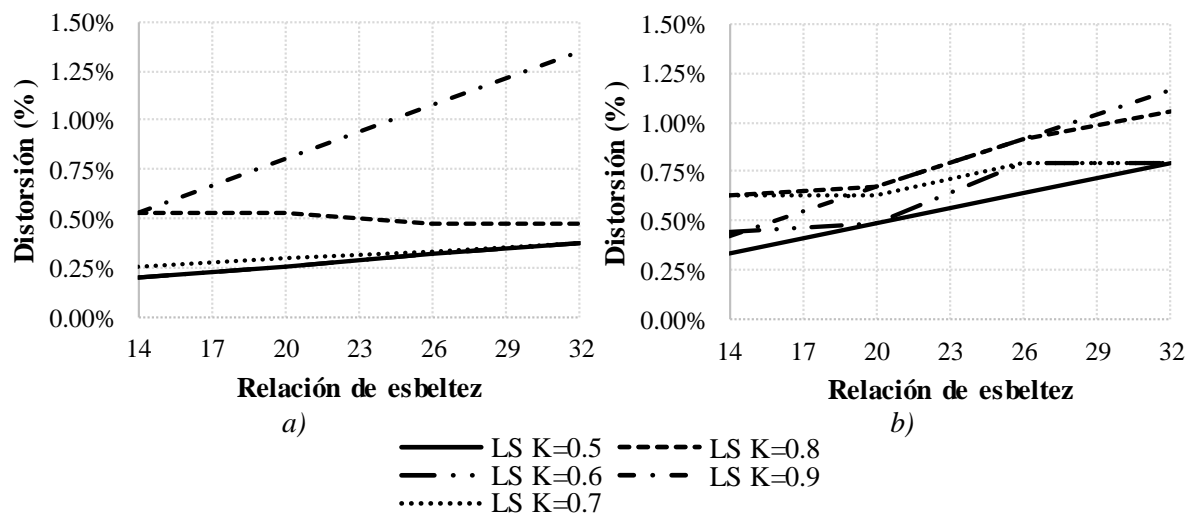 1.50%
1.25%
1.00%
0.75%
0.50%
0.25%
0.00%
Distorsión (%)
14 17 20 23 26 29 32
Relación de esbeltez
a)
1.50%
1.25%
1.00%
0.75%
0.50%
0.25%
0.00%
Distorsión (%)
14 17 20 23 26 29 32
Relación de esbeltez
b)
LS K=0.5 LS K=0.8
LS K=0.6 LS K=0.9
LS K=0.7